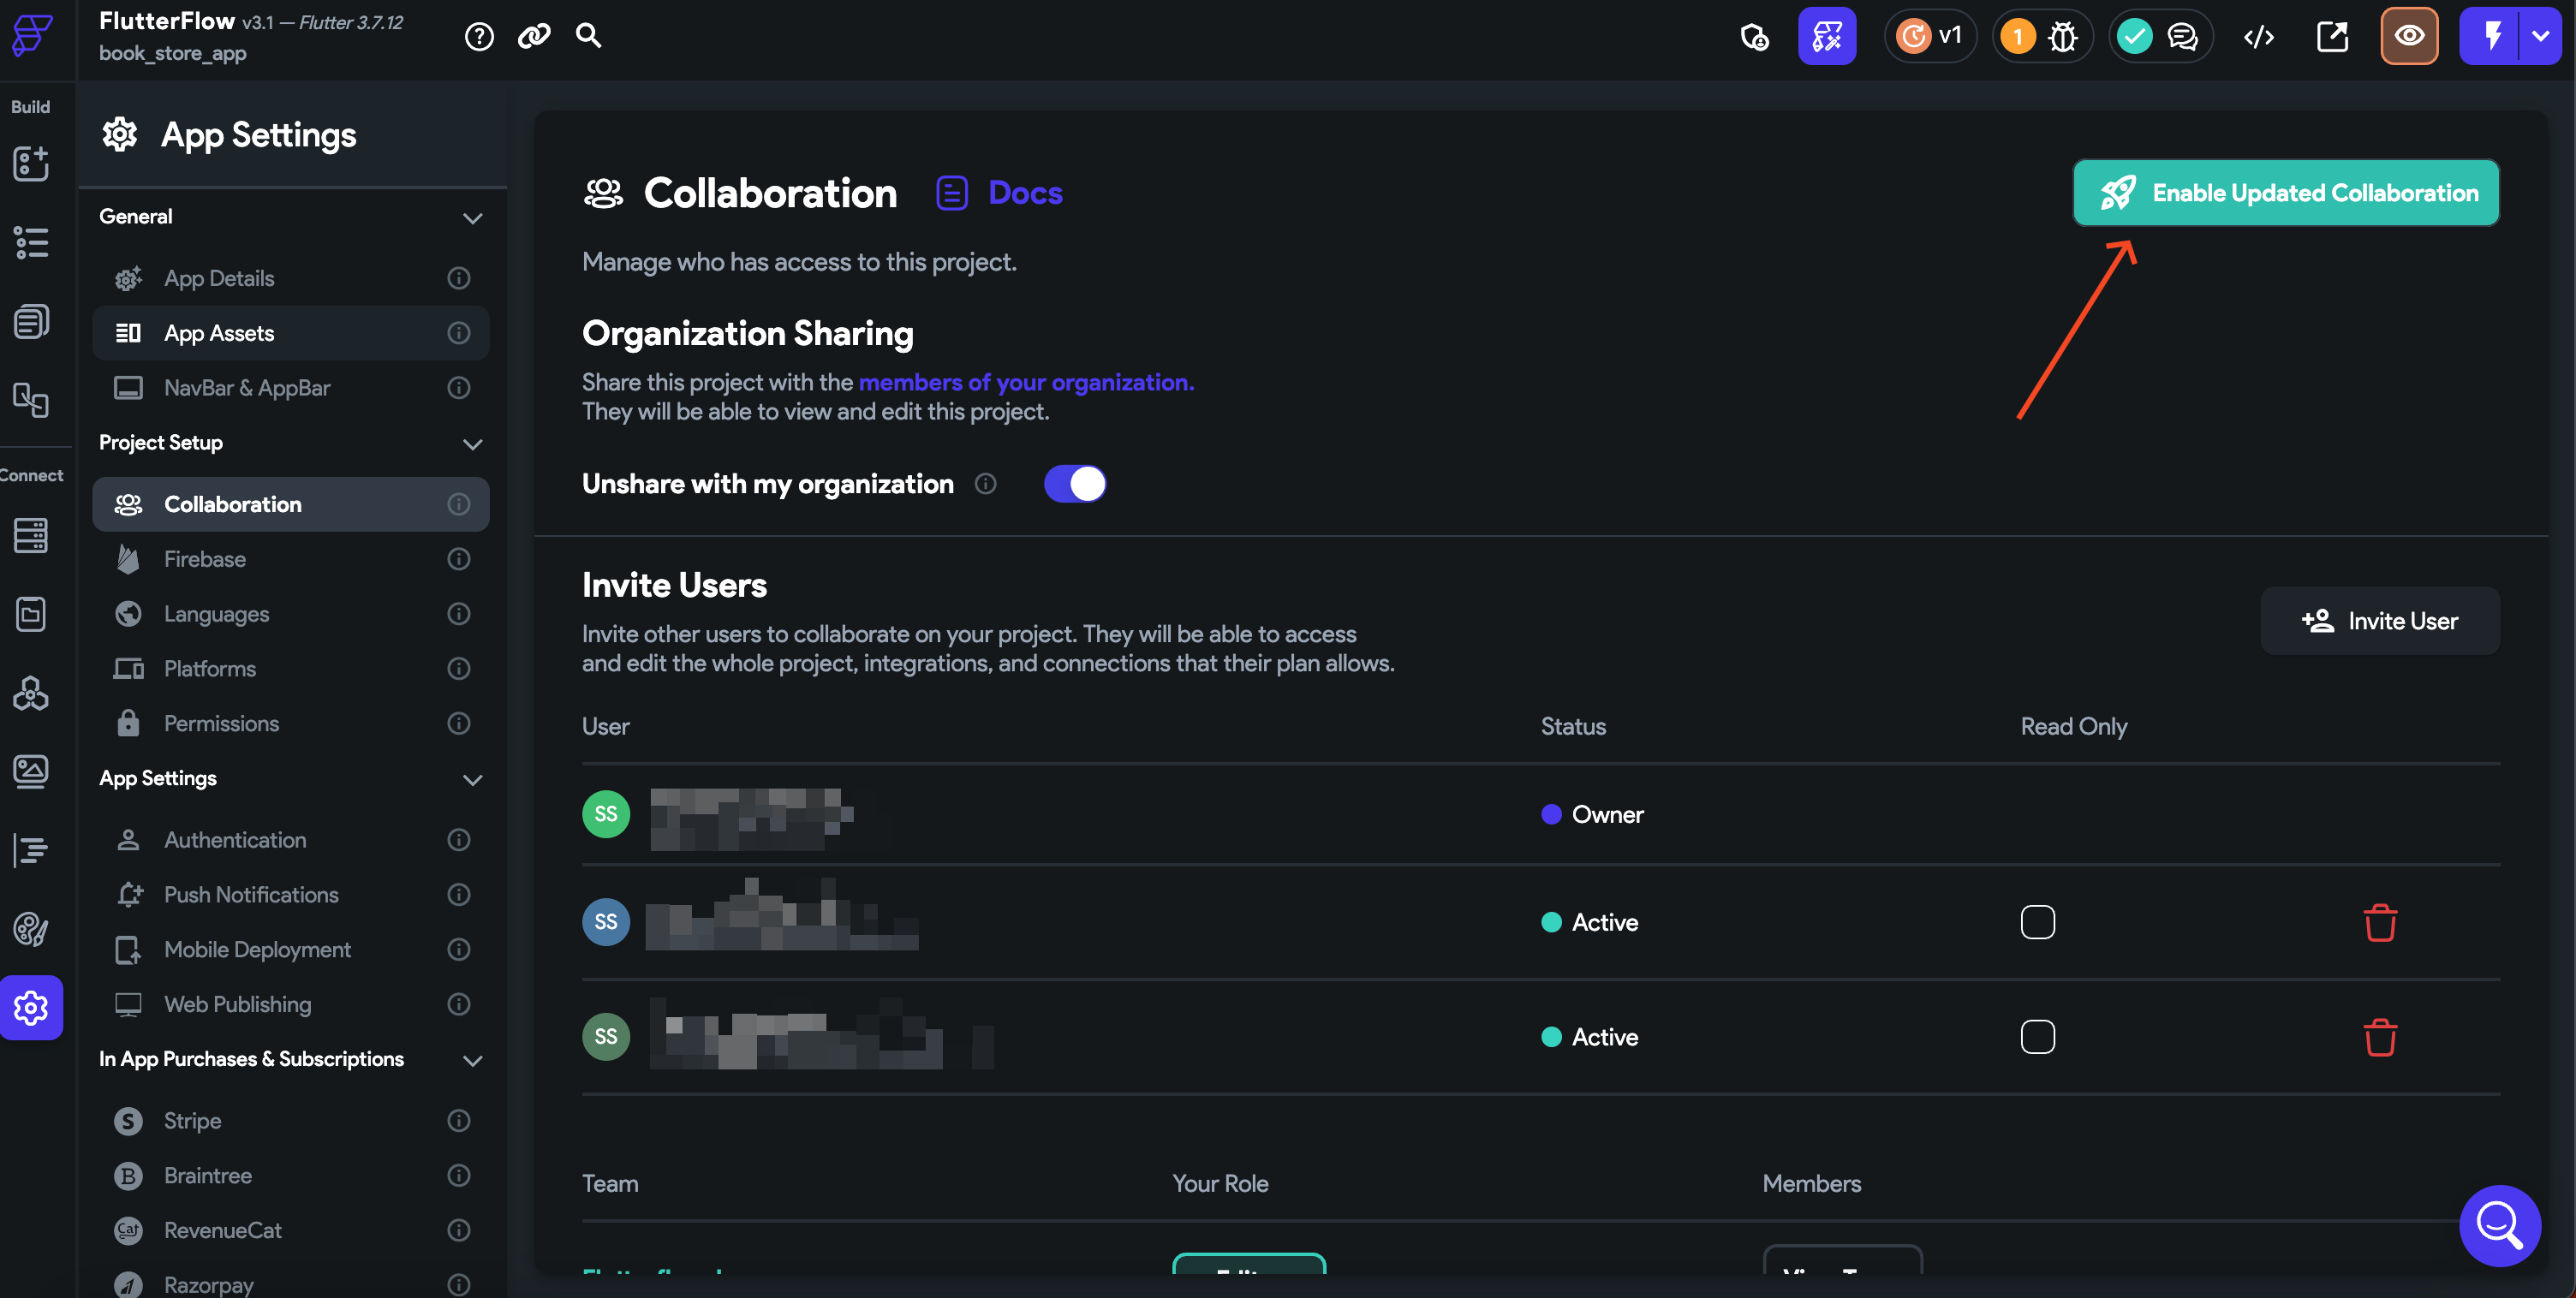 FlutterFlow v3.1 — Flutter 3.7.12
book_store_app
v1
1
Build
Connect
App Settings
General
App Details
App Assets
NavBar & AppBar
Project Setup
Collaboration
Firebase
Languages
Platforms
Permissions
App Settings
Authentication
Push Notifications
Mobile Deployment
Web Publishing
In App Purchases & Subscriptions
Stripe
Braintree
RevenueCat
Razorpay
Collaboration Docs
Enable Updated Collaboration
Manage who has access to this project.
Organization Sharing
Share this project with the members of your organization.
They will be able to view and edit this project.
Unshare with my organization
Invite Users
Invite User
Invite other users to collaborate on your project. They will be able to access
and edit the whole project, integrations, and connections that their plan allows.
User Status Read Only
SS Owner
SS Active
SS Active
Team Your Role Members